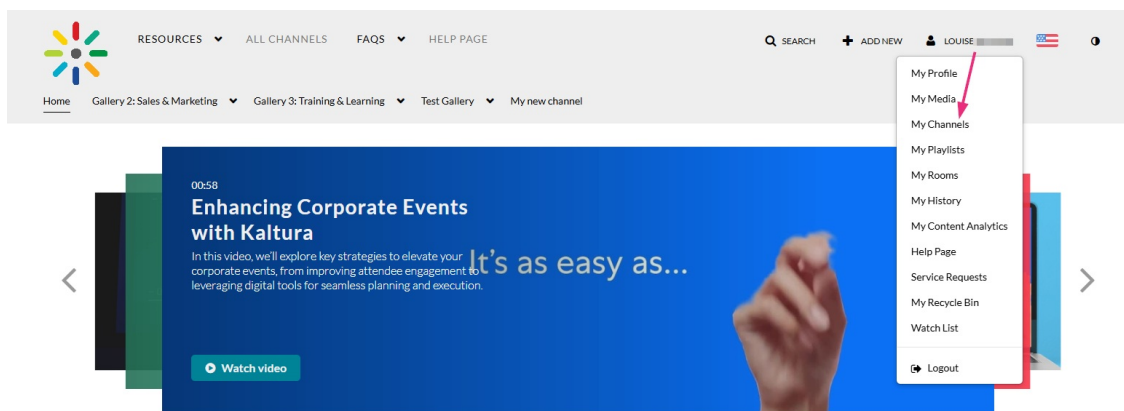 RESOURCES ALL CHANNELS FAQS HELP PAGE SEARCH ADD NEW LOUISE
Home Gallery 2: Sales & Marketing Gallery 3: Training & Learning Test Gallery My new channel
My Profile
My Media
My Channels
My Playlists
My Rooms
My History
My Content Analytics
Help Page
Service Requests
My Recycle Bin
Watch List
Logout
00:58
Enhancing Corporate Events
with Kaltura
In this video, we'll explore key strategies to elevate your
corporate events, from improving attendee engagement to
leveraging digital tools for seamless planning and execution.
It's as easy as...
Watch video